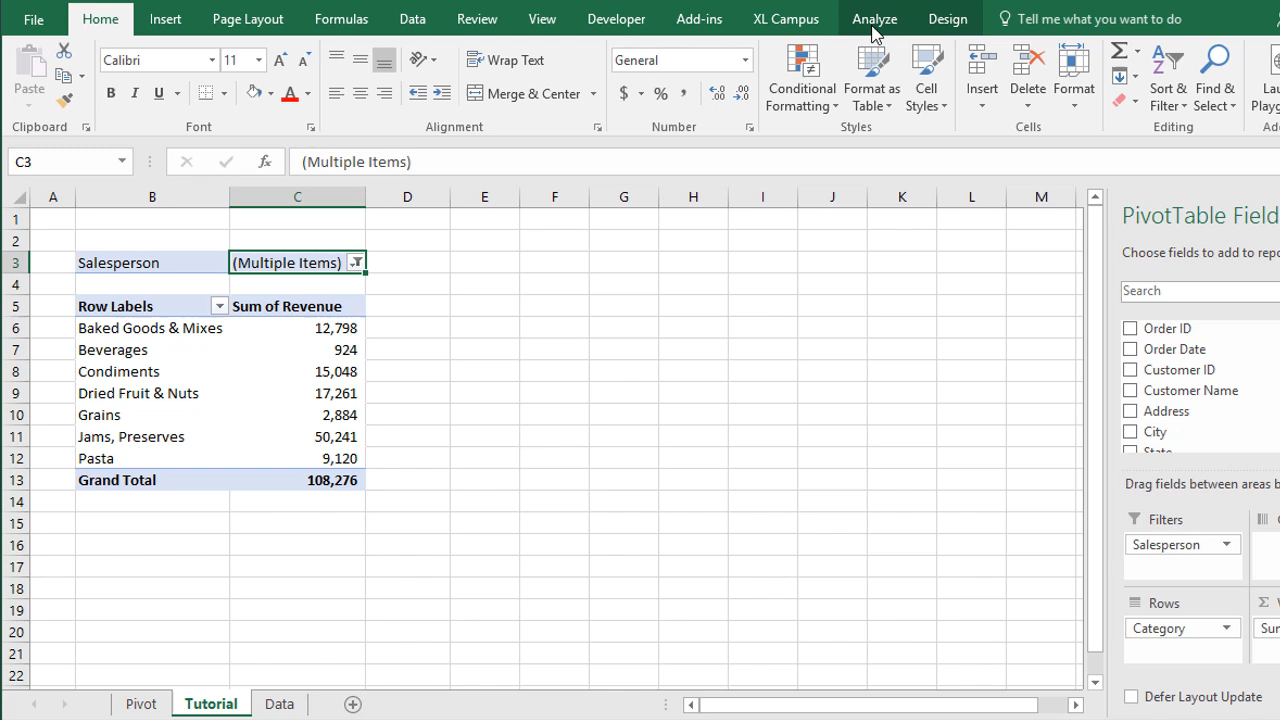 File Home Insert Page Layout Formulas Data Review View Developer Add-ins XL Campus Analyze Design Tell me what you want to do
Paste
Calibri 11
B I U A
Wrap Text
Merge & Center
General
$ %
Conditional Formatting
Format as Table
Cell Styles
Insert Delete Format
Sort & Filter
Find & Select
Clipboard Font Alignment Number Styles Cells Editing
C3 fx (Multiple Items)
A B C D E F G H I J K L M
1
2
3 Salesperson (Multiple Items)
4
5 Row Labels Sum of Revenue
6 Baked Goods & Mixes 12,798
7 Beverages 924
8 Condiments 15,048
9 Dried Fruit & Nuts 17,261
10 Grains 2,884
11 Jams, Preserves 50,241
12 Pasta 9,120
13 Grand Total 108,276
14
15
16
17
18
19
20
21
22
Pivot Tutorial Data
PivotTable Field
Choose fields to add to repo
Search
Order ID
Order Date
Customer ID
Customer Name
Address
City
State
Drag fields between areas b
Filters
Salesperson
Rows
Category Sur
Defer Layout Update